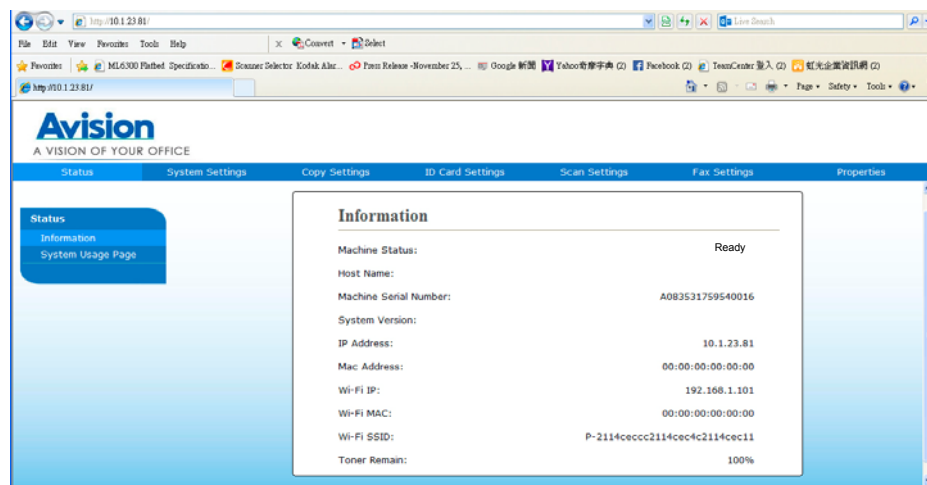 http://10.1.23.81/
Live Search
File Edit View Favorites Tools Help
Convert Select
Favorites ML6300 Flatbed Specificatio... Scanner Selector Kodak Alar... Press Release -November 25, ... Google 新聞 Yahoo奇摩字典 (2) Facebook (2) TeamCenter 登入 (2) 虹光企業資訊網 (2)
http://10.1.23.81/
Page Safety Tools
Avision
A VISION OF YOUR OFFICE
Status System Settings Copy Settings ID Card Settings Scan Settings Fax Settings Properties
Status
Information
System Usage Page
Information
Machine Status: Ready
Host Name:
Machine Serial Number: A083531759540016
System Version:
IP Address: 10.1.23.81
Mac Address: 00:00:00:00:00:00
Wi-Fi IP: 192.168.1.101
Wi-Fi MAC: 00:00:00:00:00:00
Wi-Fi SSID: P-2114ceccc2114cec4c2114cec11
Toner Remain: 100%